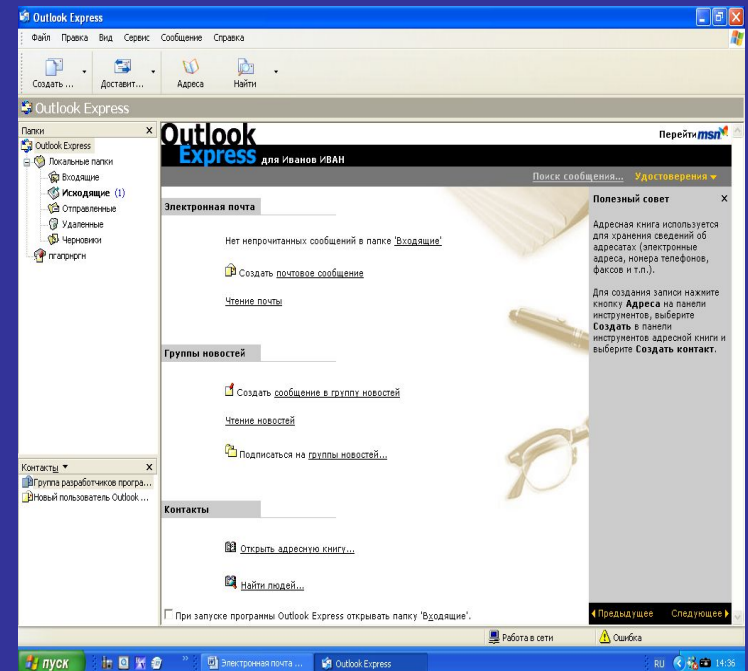 Outlook Express
Файл Правка Вид Сервис Сообщение Справка
Создать ... Доставит... Адреса Найти
Outlook Express
Папки x
Outlook Express
Локальные папки
Входящие
Исходящие (1)
Отправленные
Удаленные
Черновики
Контакты x
Группа разработчиков програ...
Новый пользователь Outlook ...
Outlook
Express для Иванов ИВАН
Перейти msn
Поиск сообщения... Удостоверения
Электронная почта
Нет непрочитанных сообщений в папке 'Входящие'
Создать почтовое сообщение
Чтение почты
Группы новостей
Создать сообщение в группу новостей
Чтение новостей
Подписаться на группы новостей...
Контакты
Открыть адресную книгу...
Найти людей...
При запуске программы Outlook Express открывать папку 'Входящие'.
Полезный совет x
Адресная книга используется
для хранения сведений об
адресатах (электронные
адреса, номера телефонов,
факсов и т.п.).
Для создания записи нажмите
кнопку Адреса на панели
инструментов, выберите
Создать в панели
инструментов адресной книги и
выберите Создать контакт.
Предыдущее Следующее
Работа в сети Ошибка
пуск Электронная почта ... Outlook Express RU 14:36